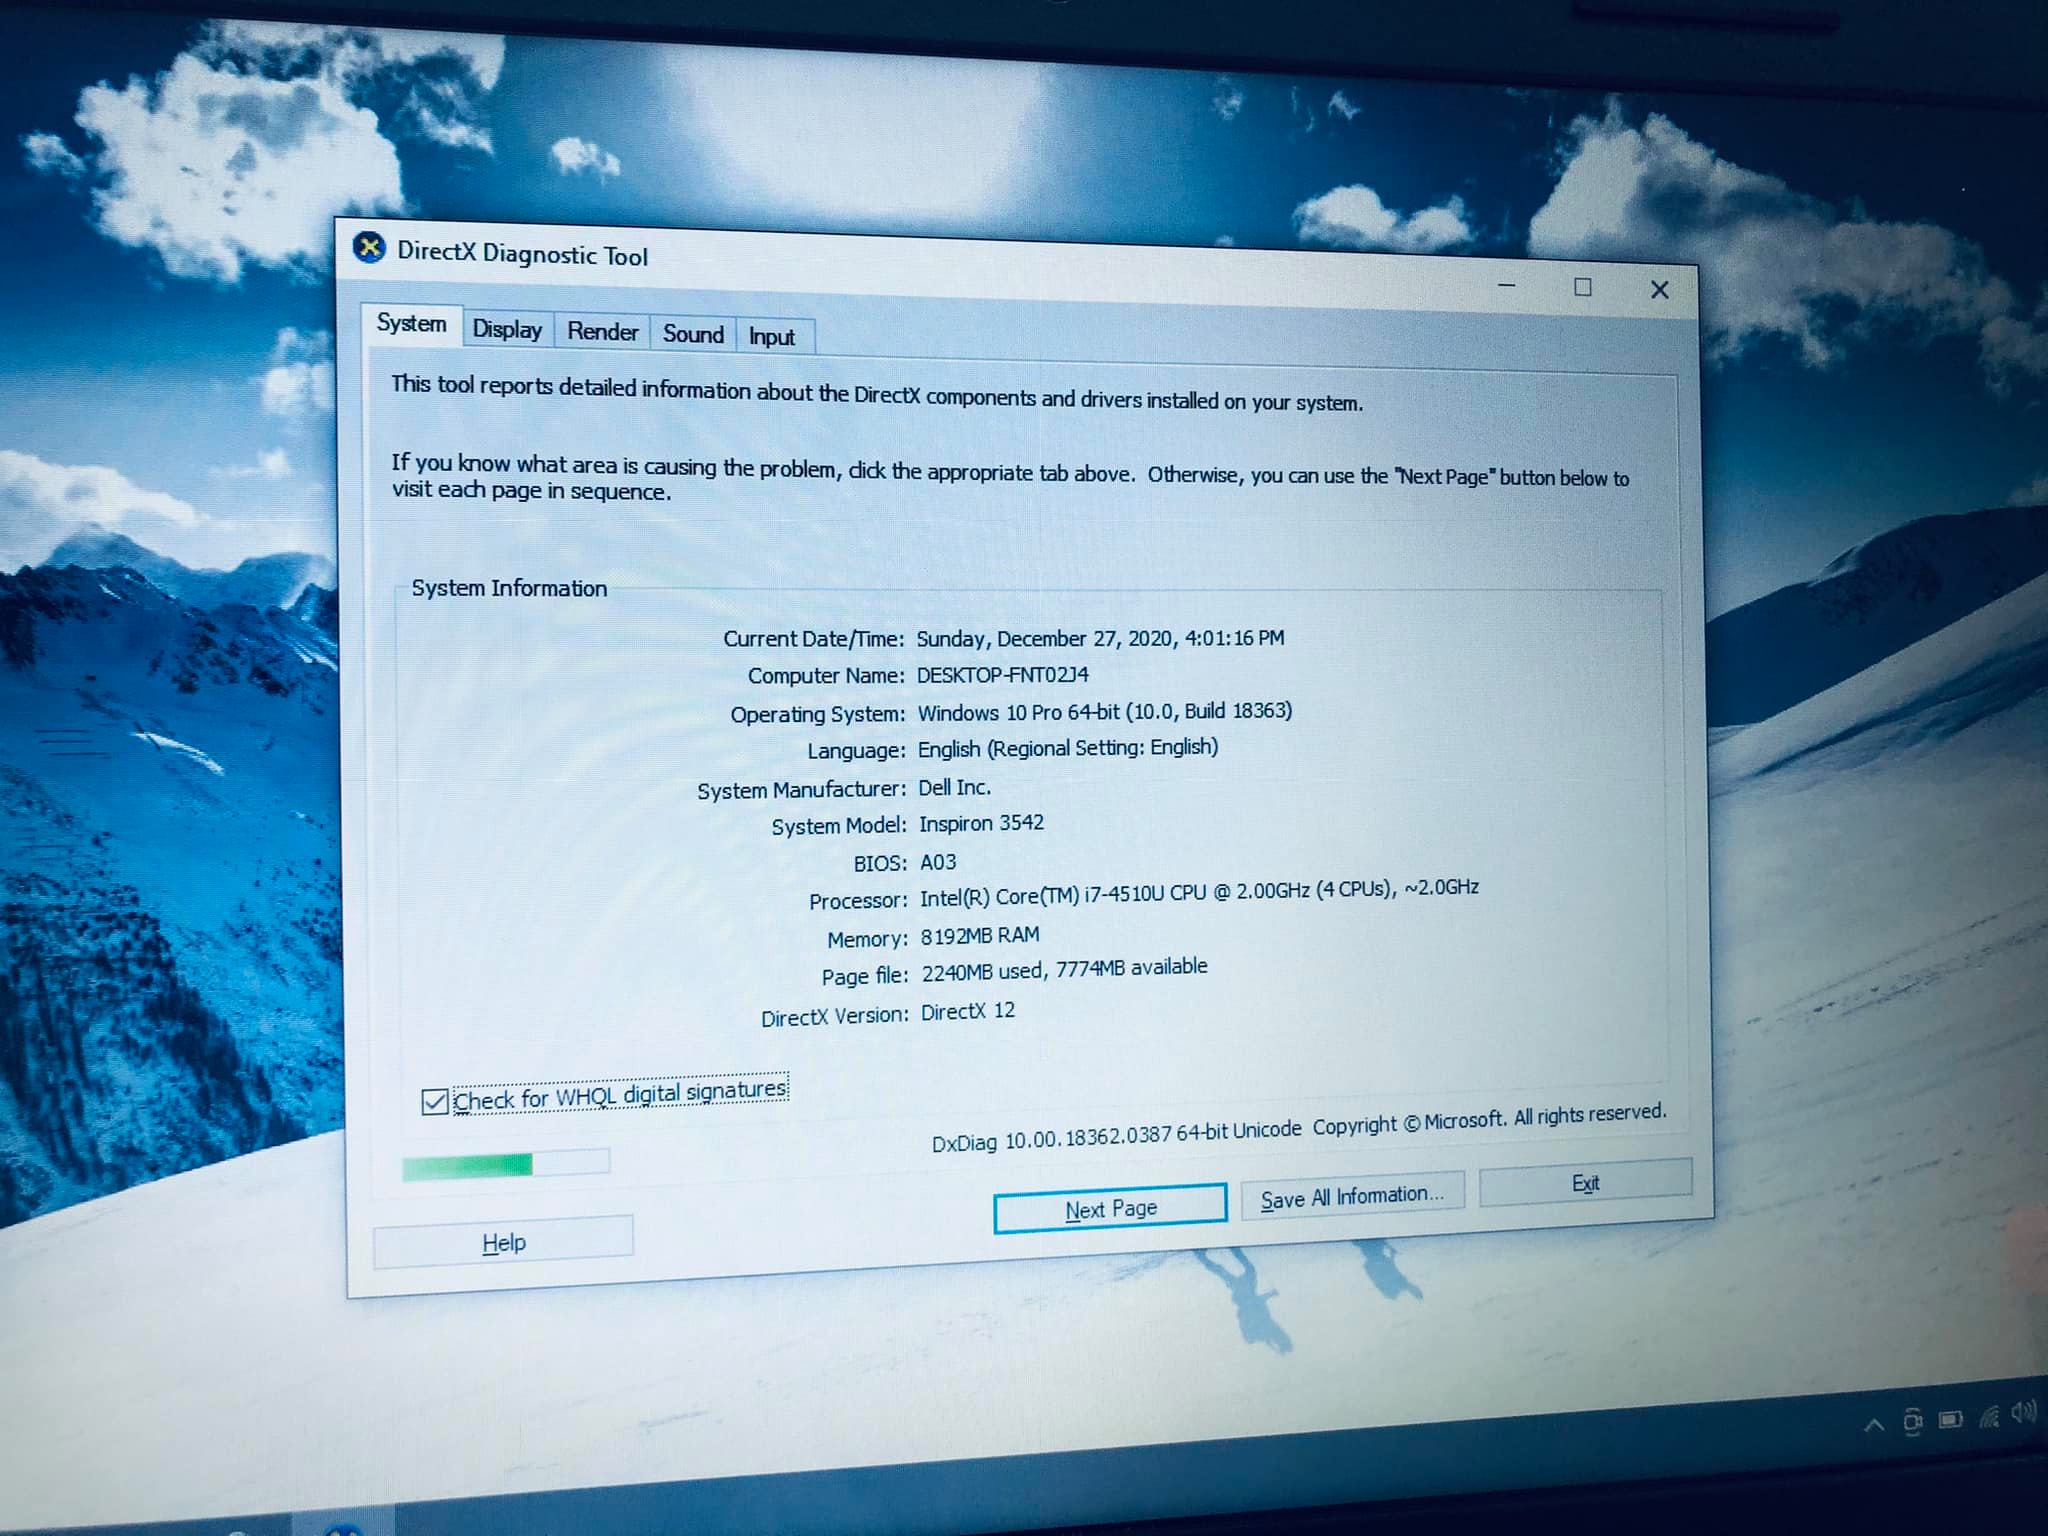 DirectX Diagnostic Tool
System Display Render Sound Input
This tool reports detailed information about the DirectX components and drivers installed on your system.
If you know what area is causing the problem, click the appropriate tab above. Otherwise, you can use the "Next Page" button below to
visit each page in sequence.
System Information
Current Date/Time: Sunday, December 27, 2020, 4:01:16 PM
Computer Name: DESKTOP-FNT02J4
Operating System: Windows 10 Pro 64-bit (10.0, Build 18363)
Language: English (Regional Setting: English)
System Manufacturer: Dell Inc.
System Model: Inspiron 3542
BIOS: A03
Processor: Intel(R) Core(TM) i7-4510U CPU @ 2.00GHz (4 CPUs), ~2.0GHz
Memory: 8192MB RAM
Page file: 2240MB used, 7774MB available
DirectX Version: DirectX 12
Check for WHQL digital signatures
DxDiag 10.00.18362.0387 64-bit Unicode Copyright © Microsoft. All rights reserved.
Help Next Page Save All Information... Exit